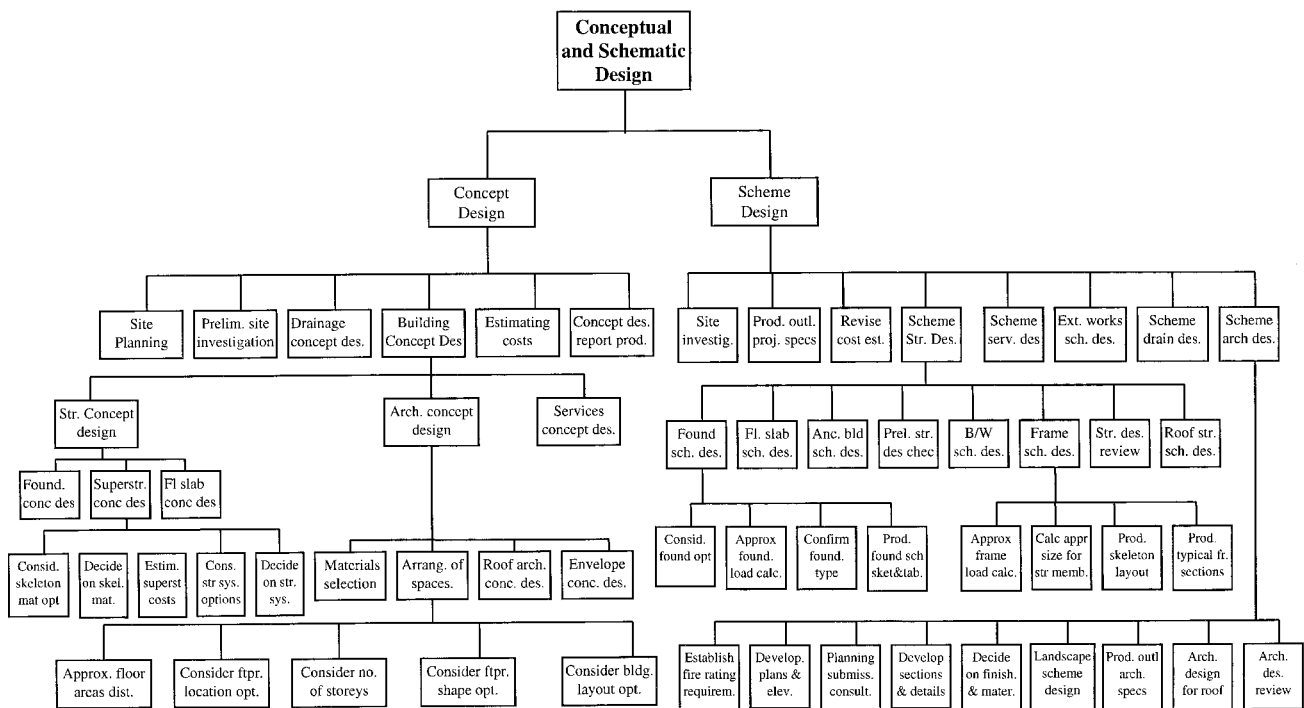 Conceptual
and Schematic
Design
Concept
Design
Scheme
Design
Site
Planning
Prelim. site
investigation
Drainage
concept des.
Building
Concept Des
Estimating
costs
Concept des.
report prod.
Site
investig.
Prod. outl.
proj. specs
Revise
cost est.
Scheme
Str. Des.
Scheme
serv. des
Ext. works
sch. des.
Scheme
drain des.
Scheme
arch des.
Str. Concept
design
Arch. concept
design
Services
concept des.
Found
sch. des.
Fl. slab
sch. des.
Anc. bld
sch. des.
Prel. str.
des chec
B/W
sch. des.
Frame
sch. des.
Str. des.
review
Roof str.
sch. des.
Found.
conc des
Superstr.
conc des
Fl slab
conc des
Consid.
found opt
Approx
found.
load calc.
Confirm
found.
type
Prod.
found sch
sket&tab.
Approx
frame
load calc.
Calc appr
size for
str memb.
Prod.
skeleton
layout
Prod.
typical fr.
sections
Consid.
skeleton
mat opt
Decide
on skel.
mat.
Estim.
superst
costs
Cons.
str sys.
options
Decide
on str.
sys.
Materials
selection
Arrang. of
spaces.
Roof arch.
conc. des.
Envelope
conc. des.
Approx. floor
areas dist.
Consider ftpr.
location opt.
Consider no.
of storeys
Consider ftpr.
shape opt.
Consider bldg.
layout opt.
Establish
fire rating
requirem.
Develop.
plans &
elev.
Planning
submiss.
consult.
Develop
sections
& details
Decide
on finish.
& mater.
Landscape
scheme
design
Prod. outl
arch.
specs
Arch.
design
for roof
Arch.
des.
review